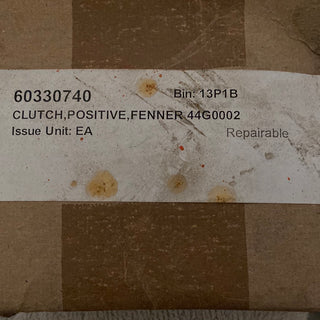 60330740 Bin: 13P1B
CLUTCH,POSITIVE,FENNER 44G0002
Issue Unit: EA Repairable